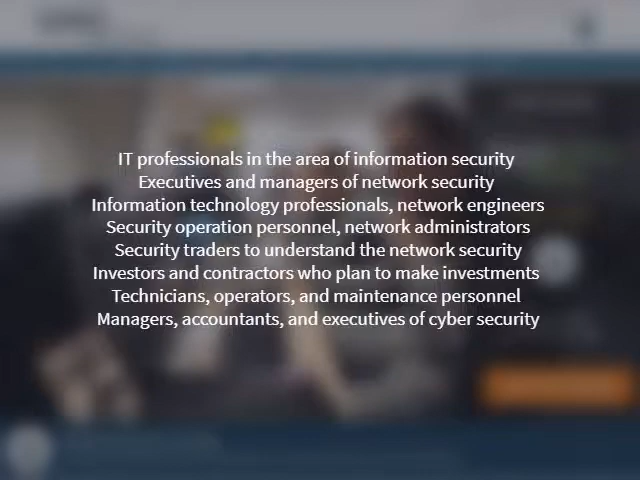 IT professionals in the area of information security
Executives and managers of network security
Information technology professionals, network engineers
Security operation personnel, network administrators
Security traders to understand the network security
Investors and contractors who plan to make investments
Technicians, operators, and maintenance personnel
Managers, accountants, and executives of cyber security